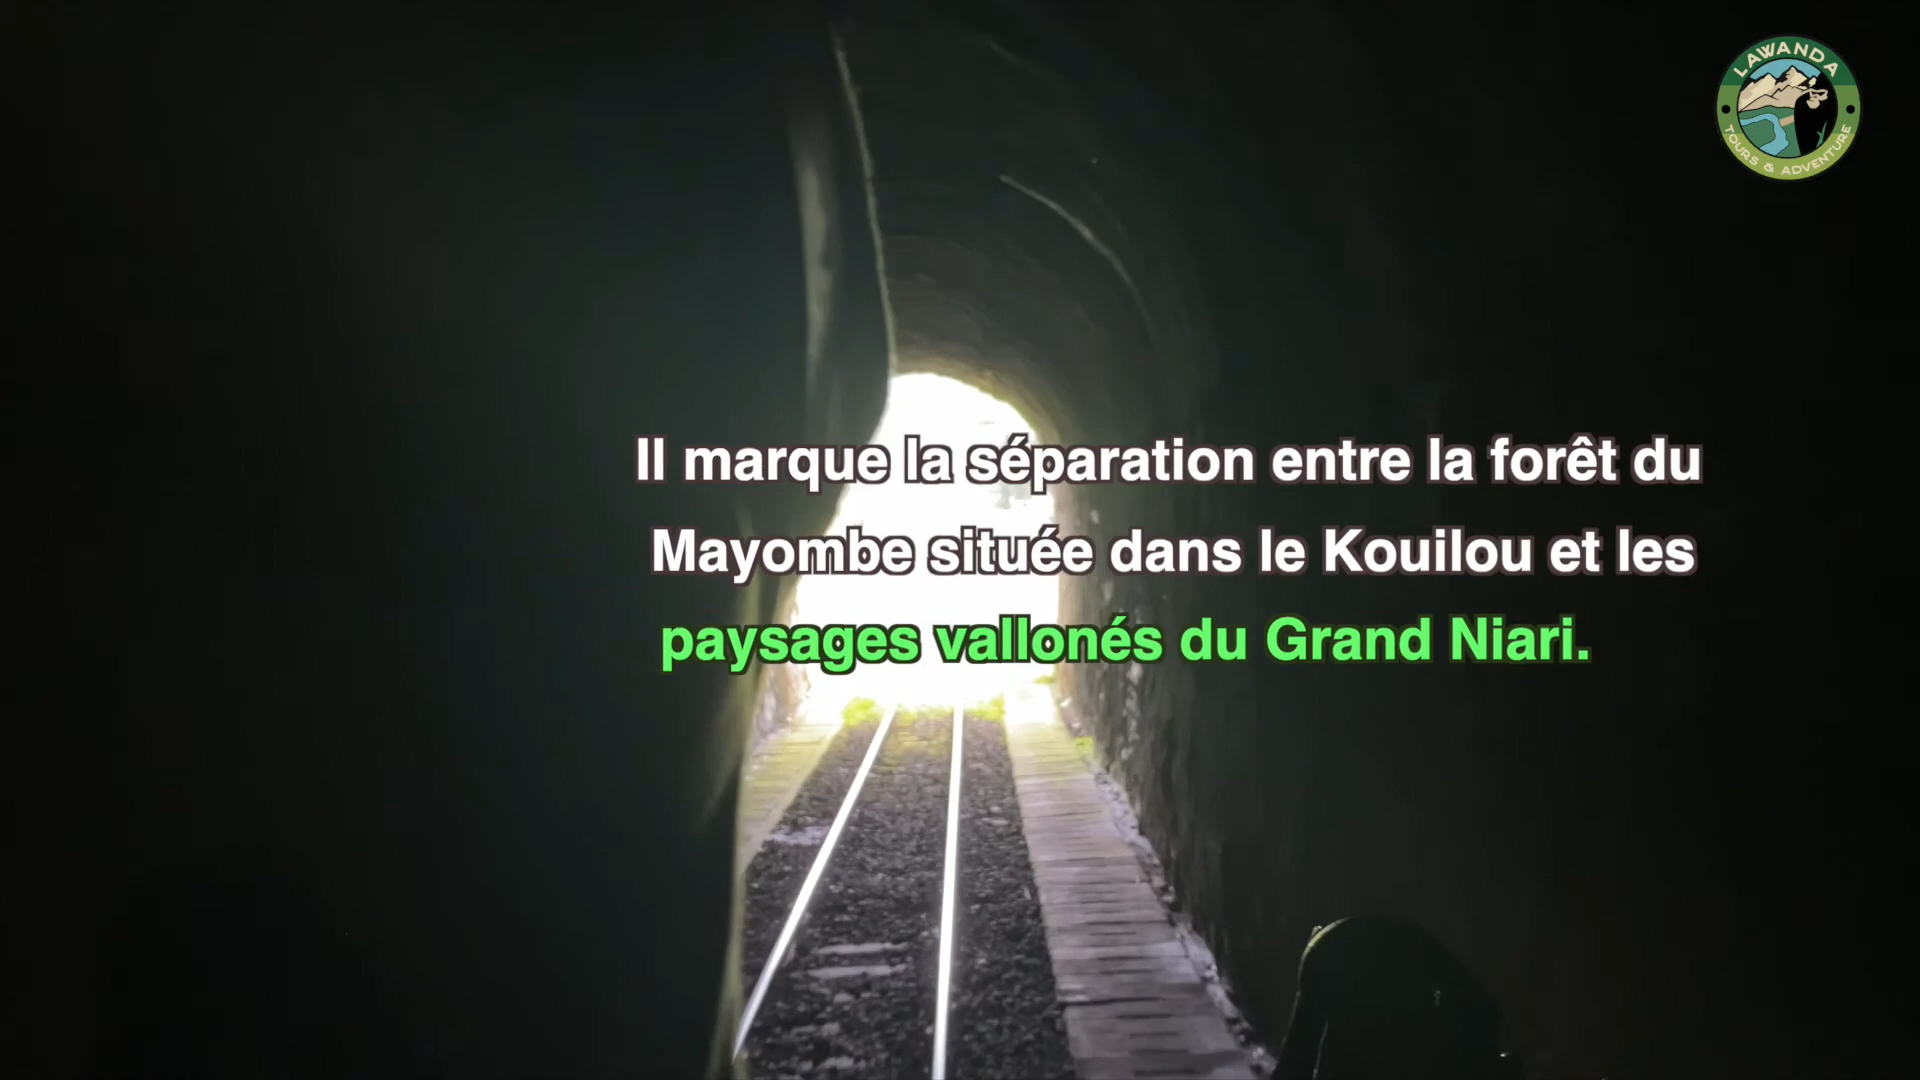 LAWANDA
TOURS & ADVENTURE
Il marque la séparation entre la forêt du
Mayombe située dans le Kouilou et les
paysages vallonés du Grand Niari.